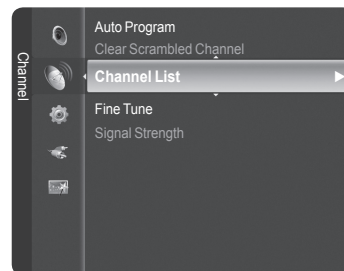 Channel
Auto Program
Clear Scrambled Channel
Channel List
Fine Tune
Signal Strength